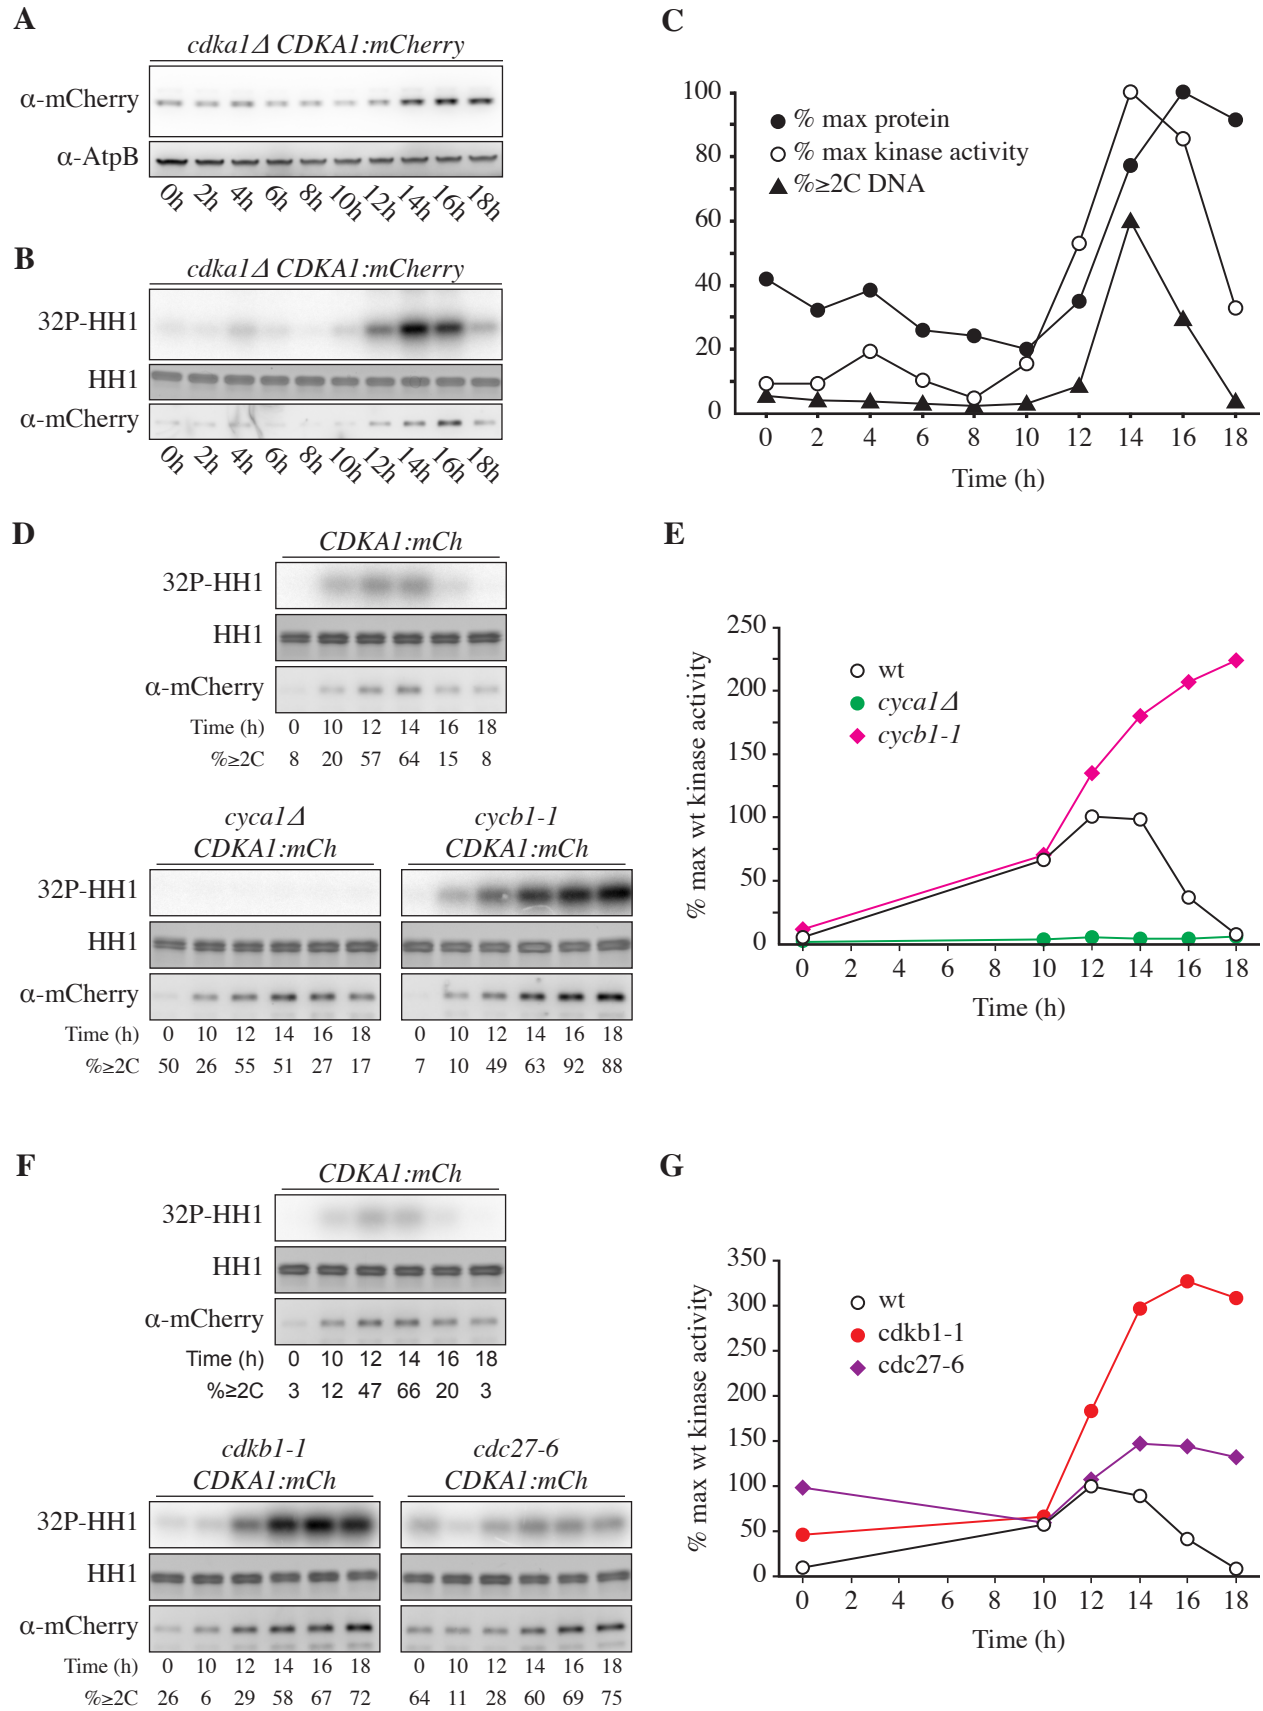 A
cdka1Δ CDKA1:mCherry
α-mCherry
α-AtpB
0h 2h 4h 6h 8h 10h 12h 14h 16h 18h
B
cdka1Δ CDKA1:mCherry
32P-HH1
HH1
α-mCherry
0h 2h 4h 6h 8h 10h 12h 14h 16h 18h
C
100
80
60
40
20
0
% max protein
% max kinase activity
%≥2C DNA
0 2 4 6 8 10 12 14 16 18
Time (h)
D
CDKA1:mCh
32P-HH1
HH1
α-mCherry
Time (h) 0 10 12 14 16 18
%≥2C 8 20 57 64 15 8
cyca1Δ
CDKA1:mCh
32P-HH1
HH1
α-mCherry
Time (h) 0 10 12 14 16 18
%≥2C 50 26 55 51 27 17
cycb1-1
CDKA1:mCh
0 10 12 14 16 18
7 10 49 63 92 88
E
% max wt kinase activity
250
200
150
100
50
0
wt
cyca1Δ
cycb1-1
0 2 4 6 8 10 12 14 16 18
Time (h)
F
CDKA1:mCh
32P-HH1
HH1
α-mCherry
Time (h) 0 10 12 14 16 18
%≥2C 3 12 47 66 20 3
cdkb1-1
CDKA1:mCh
32P-HH1
HH1
α-mCherry
Time (h) 0 10 12 14 16 18
%≥2C 26 6 29 58 67 72
cdc27-6
CDKA1:mCh
0 10 12 14 16 18
64 11 28 60 69 75
G
% max wt kinase activity
350
300
250
200
150
100
50
0
wt
cdkb1-1
cdc27-6
0 2 4 6 8 10 12 14 16 18
Time (h)